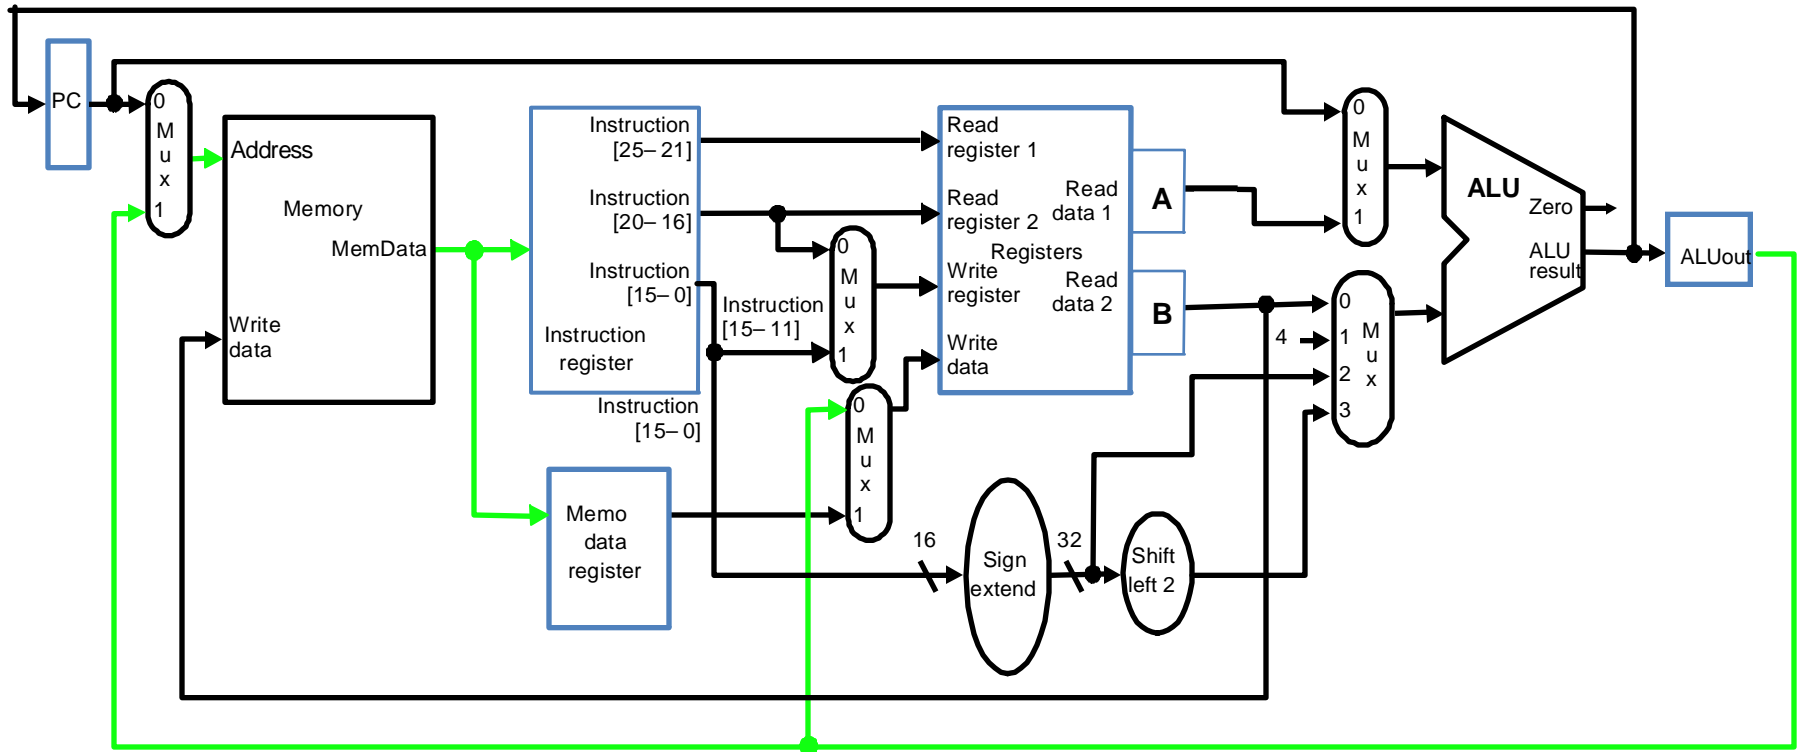 PC
0
M
u
x
1
Address
Memory
MemData
Write
data
Instruction
[25– 21]
Instruction
[20– 16]
Instruction
[15– 0]
Instruction
register
Instruction
[15– 11]
Instruction
[15– 0]
Memo
data
register
0
M
u
x
1
0
M
u
x
1
Read
register 1
Read
register 2
Registers
Write
register
Write
data
Read
data 1
Read
data 2
A
B
16
Sign
extend
32
Shift
left 2
0
M
u
x
1
4
0
1
2
3
M
u
x
ALU
Zero
ALU
result
ALUout